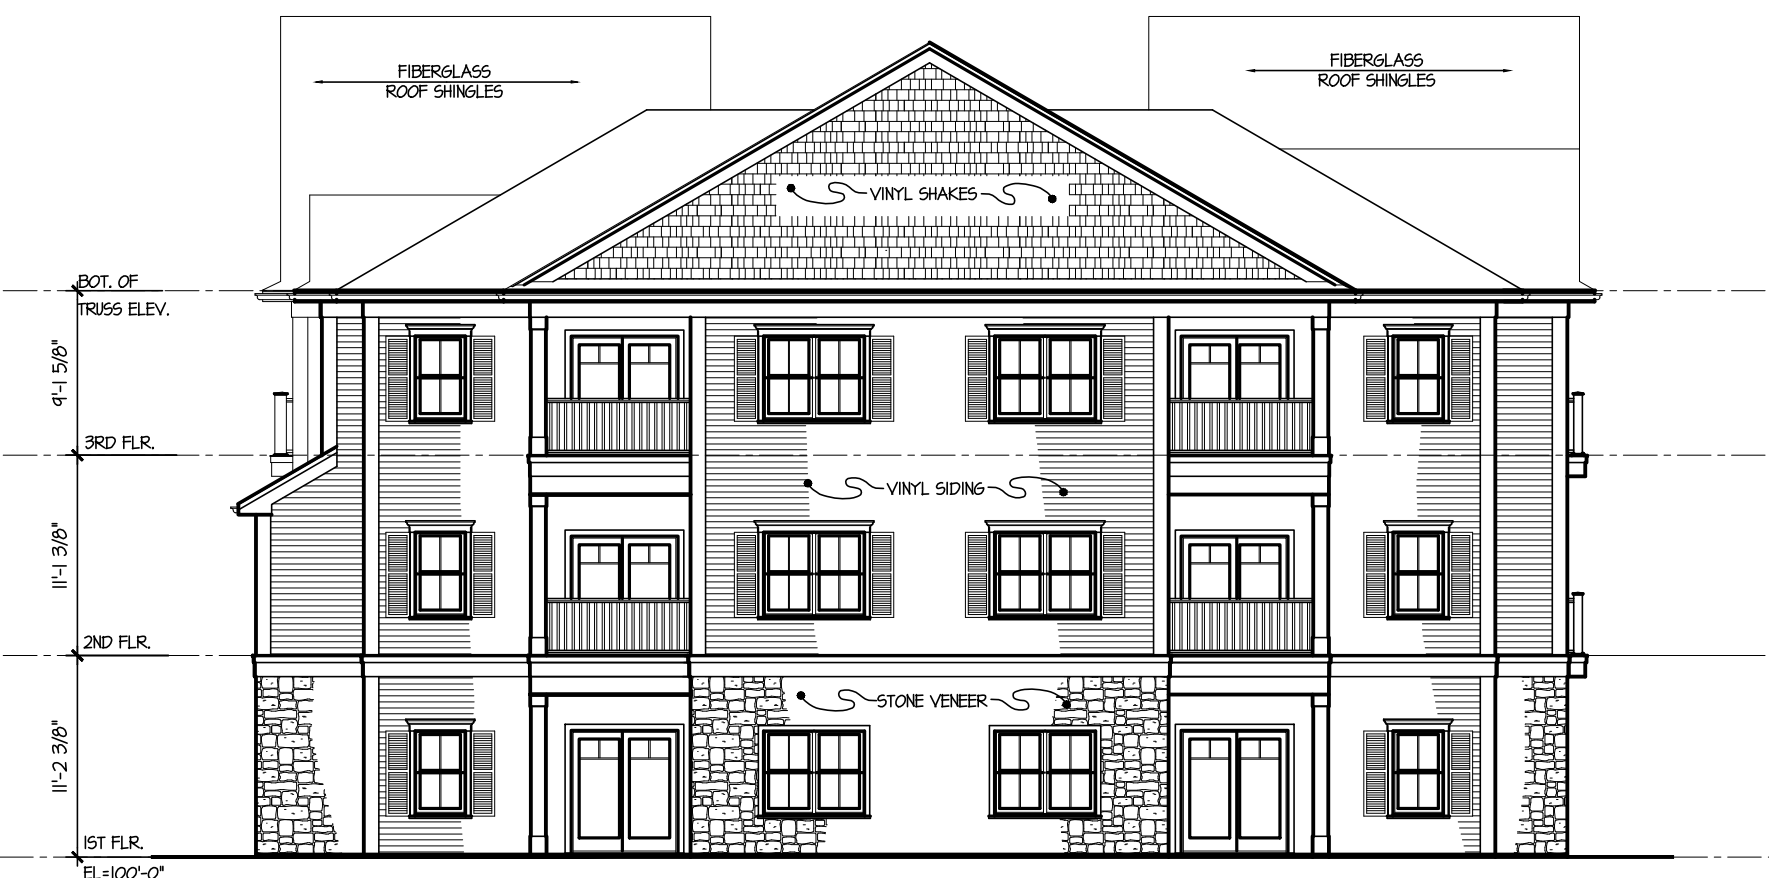 FIBERGLASS
ROOF SHINGLES
FIBERGLASS
ROOF SHINGLES
VINYL SHAKES
BOT. OF
TRUSS ELEV.
9'-1 5/8"
3RD FLR.
VINYL SIDING
11'-1 3/8"
2ND FLR.
STONE VENEER
11'-2 3/8"
1ST FLR.
EL=100'-0"